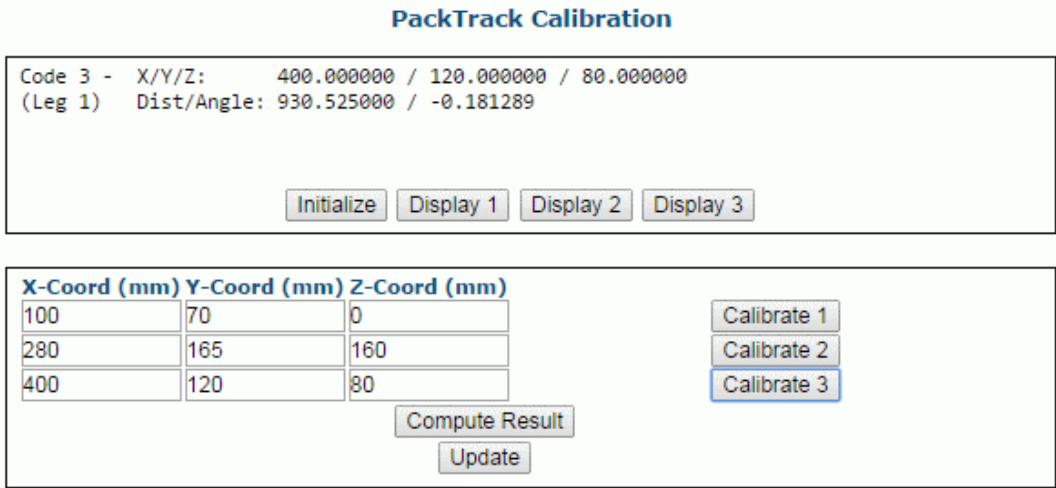 PackTrack Calibration
Code 3 - X/Y/Z: 400.000000 / 120.000000 / 80.000000
(Leg 1) Dist/Angle: 930.525000 / -0.181289
Initialize Display 1 Display 2 Display 3
X-Coord (mm) Y-Coord (mm) Z-Coord (mm)
100 70 0 Calibrate 1
280 165 160 Calibrate 2
400 120 80 Calibrate 3
Compute Result
Update